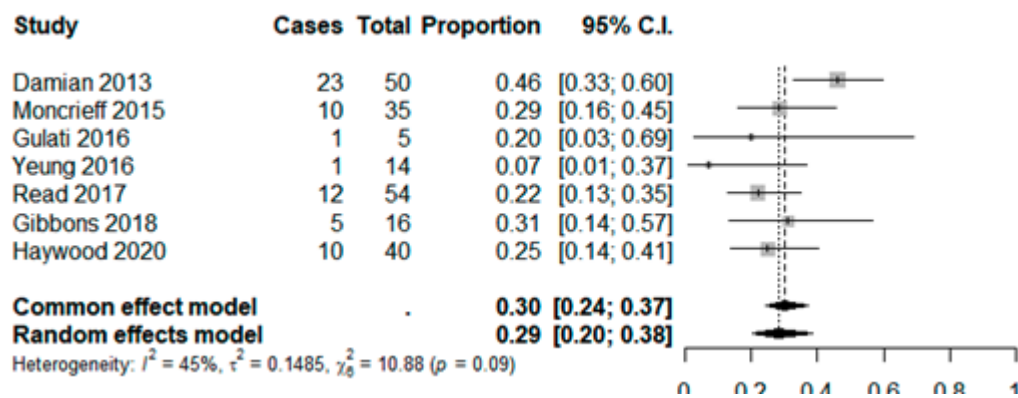 Study Cases Total Proportion 95% C.I.
Damian 2013 23 50 0.46 [0.33; 0.60]
Moncrieff 2015 10 35 0.29 [0.16; 0.45]
Gulati 2016 1 5 0.20 [0.03; 0.69]
Yeung 2016 1 14 0.07 [0.01; 0.37]
Read 2017 12 54 0.22 [0.13; 0.35]
Gibbons 2018 5 16 0.31 [0.14; 0.57]
Haywood 2020 10 40 0.25 [0.14; 0.41]
Common effect model . 0.30 [0.24; 0.37]
Random effects model 0.29 [0.20; 0.38]
Heterogeneity: I² = 45%, τ² = 0.1485, χ²₆ = 10.88 (p = 0.09)
0 0.2 0.4 0.6 0.8 1